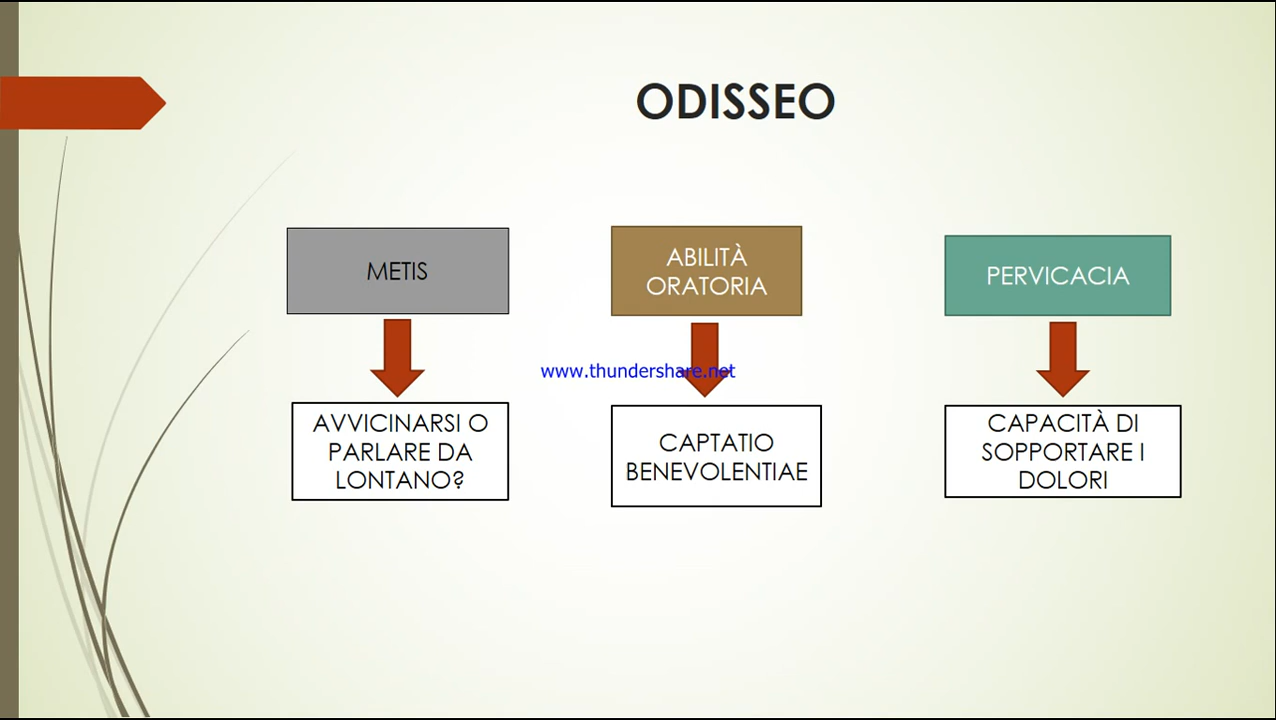 ODISSEO
METIS
ABILITÀ
ORATORIA
PERVICACIA
www.thundershare.net
AVVICINARSI O
PARLARE DA
LONTANO?
CAPTATIO
BENEVOLENTIAE
CAPACITÀ DI
SOPPORTARE I
DOLORI